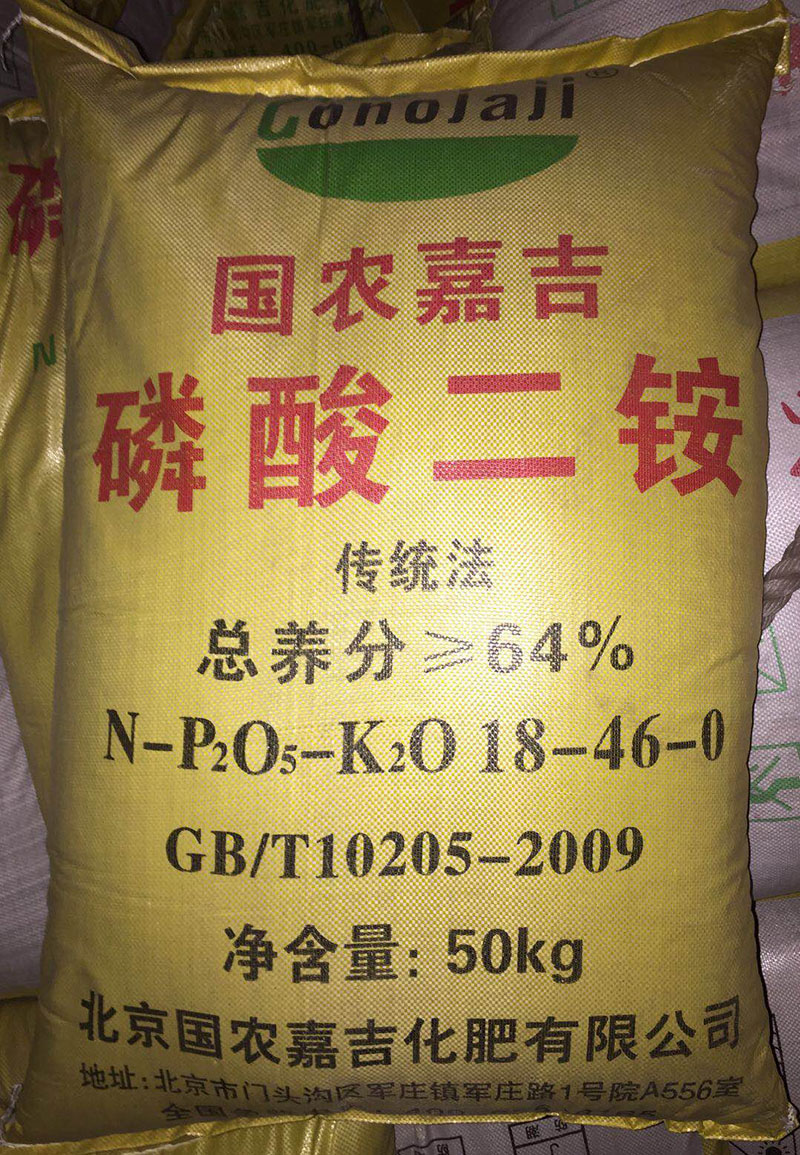 Gonojaji®
国农嘉吉
磷酸二铵
传统法
总养分≥64%
N-P₂O₅-K₂O 18-46-0
GB/T10205-2009
净含量: 50kg
北京国农嘉吉化肥有限公司
地址:北京市门头沟区军庄镇军庄路1号院A556室
全国